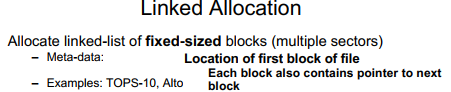 Linked Allocation
Allocate linked-list of fixed-sized blocks (multiple sectors)
– Meta-data: Location of first block of file
Each block also contains pointer to next
– Examples: TOPS-10, Alto block